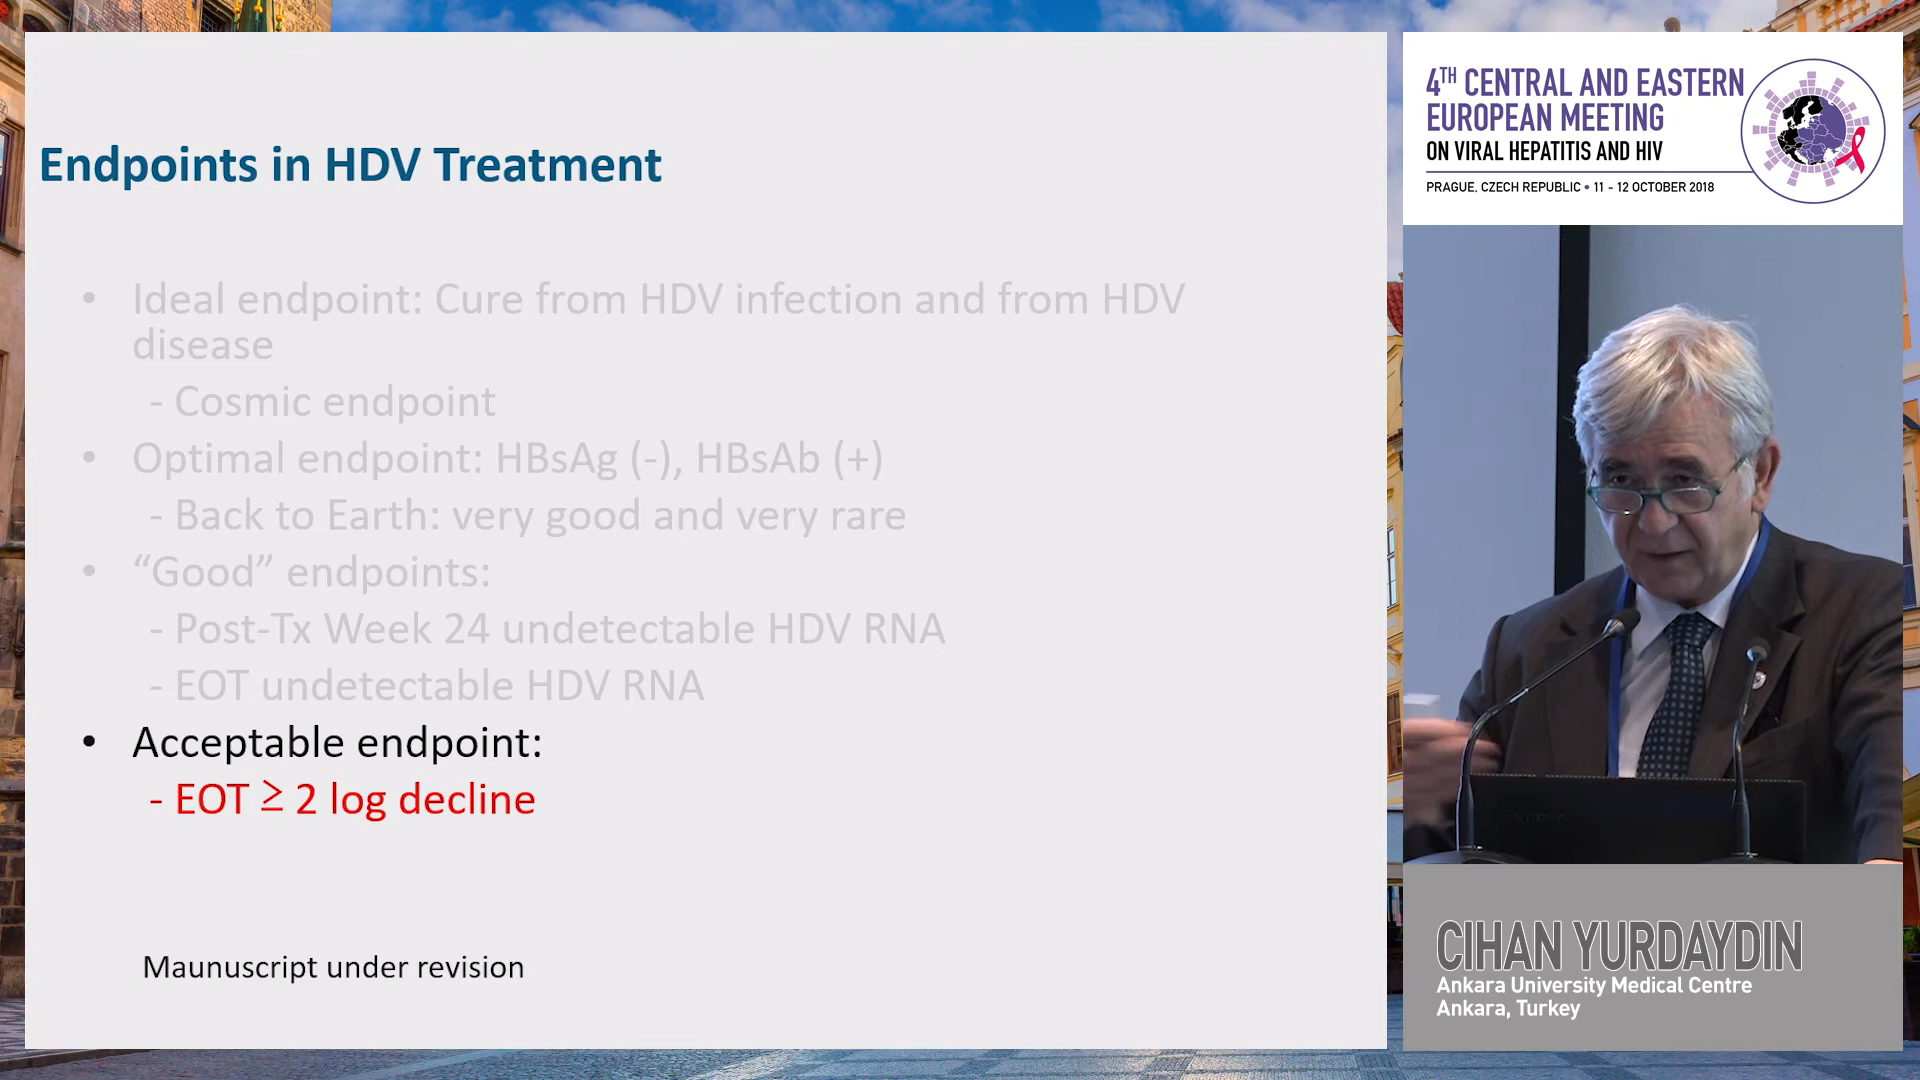 Endpoints in HDV Treatment
• Ideal endpoint: Cure from HDV infection and from HDV
disease
- Cosmic endpoint
• Optimal endpoint: HBsAg (-), HBsAb (+)
- Back to Earth: very good and very rare
• “Good” endpoints:
- Post-Tx Week 24 undetectable HDV RNA
- EOT undetectable HDV RNA
• Acceptable endpoint:
- EOT ≥ 2 log decline
Maunuscript under revision
4TH CENTRAL AND EASTERN
EUROPEAN MEETING
ON VIRAL HEPATITIS AND HIV
PRAGUE, CZECH REPUBLIC • 11 - 12 OCTOBER 2018
CIHAN YURDAYDIN
Ankara University Medical Centre
Ankara, Turkey